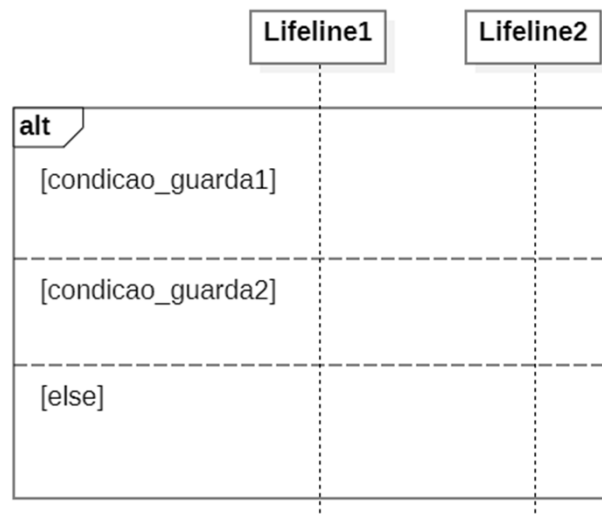 Lifeline1 Lifeline2
alt
[condicao_guarda1]
[condicao_guarda2]
[else]